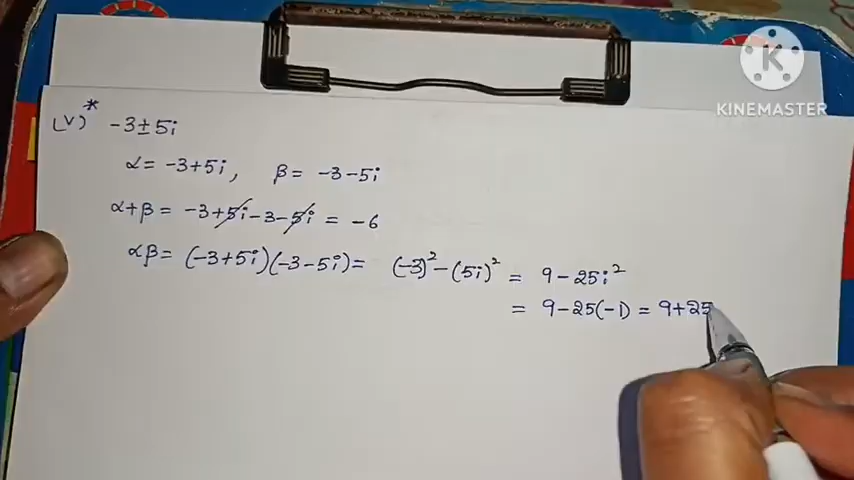 KINEMASTER
(v)* -3±5i
α= -3+5i, β= -3-5i
α+β= -3+5i-3-5i = -6
αβ= (-3+5i)(-3-5i)= (-3)²-(5i)² = 9-25i²
= 9-25(-1) = 9+25